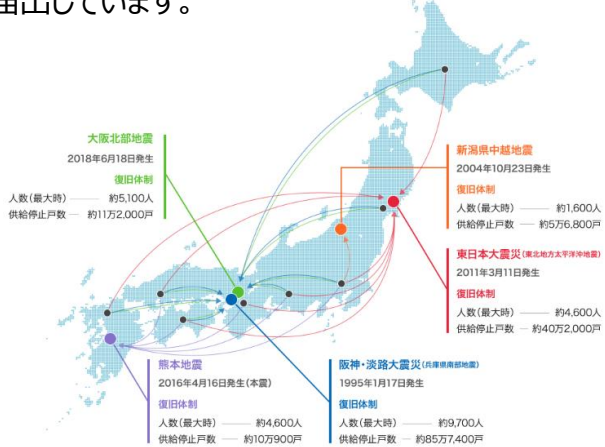 しています。
大阪北部地震
2018年6月18日発生
復旧体制
人数(最大時) ― 約5,100人
供給停止戸数 ― 約11万2,000戸
新潟県中越地震
2004年10月23日発生
復旧体制
人数(最大時) ― 約1,600人
供給停止戸数 ― 約5万6,800戸
東日本大震災(東北地方太平洋沖地震)
2011年3月11日発生
復旧体制
人数(最大時) ― 約4,600人
供給停止戸数 ― 約40万2,000戸
熊本地震
2016年4月16日発生(本震)
復旧体制
人数(最大時) ― 約4,600人
供給停止戸数 ― 約10万900戸
阪神・淡路大震災(兵庫県南部地震)
1995年1月17日発生
復旧体制
人数(最大時) ― 約9,700人
供給停止戸数 ― 約85万7,400戸